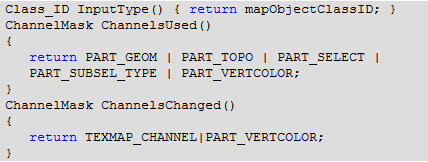 Class_ID InputType() { return mapObjectClassID; }
ChannelMask ChannelsUsed()
{
return PART_GEOM | PART_TOPO | PART_SELECT |
PART_SUBSEL_TYPE | PART_VERTCOLOR;
}
ChannelMask ChannelsChanged()
{
return TEXMAP_CHANNEL|PART_VERTCOLOR;
}